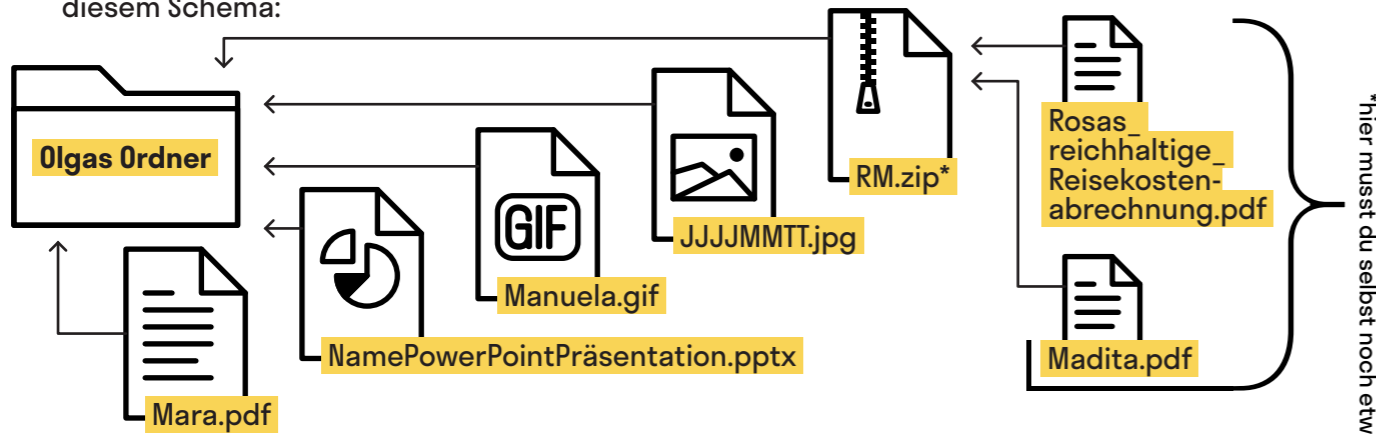 diesem Schema:
Olgas Ordner
Mara.pdf
NamePowerPointPräsentation.pptx
GIF
Manuela.gif
JJJJMMTT.jpg
RM.zip*
Rosas_
reichhaltige_
Reisekosten-
abrechnung.pdf
Madita.pdf
*hier musst du selbst noch etw